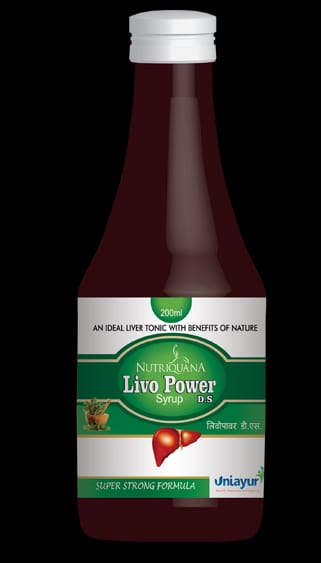 200ml
AN IDEAL LIVER TONIC WITH BENEFITS OF NATURE
NUTRIQUANA
Livo Power
Syrup D.S
लिवोपावर डी.एस.
SUPER STRONG FORMULA
Uniayur